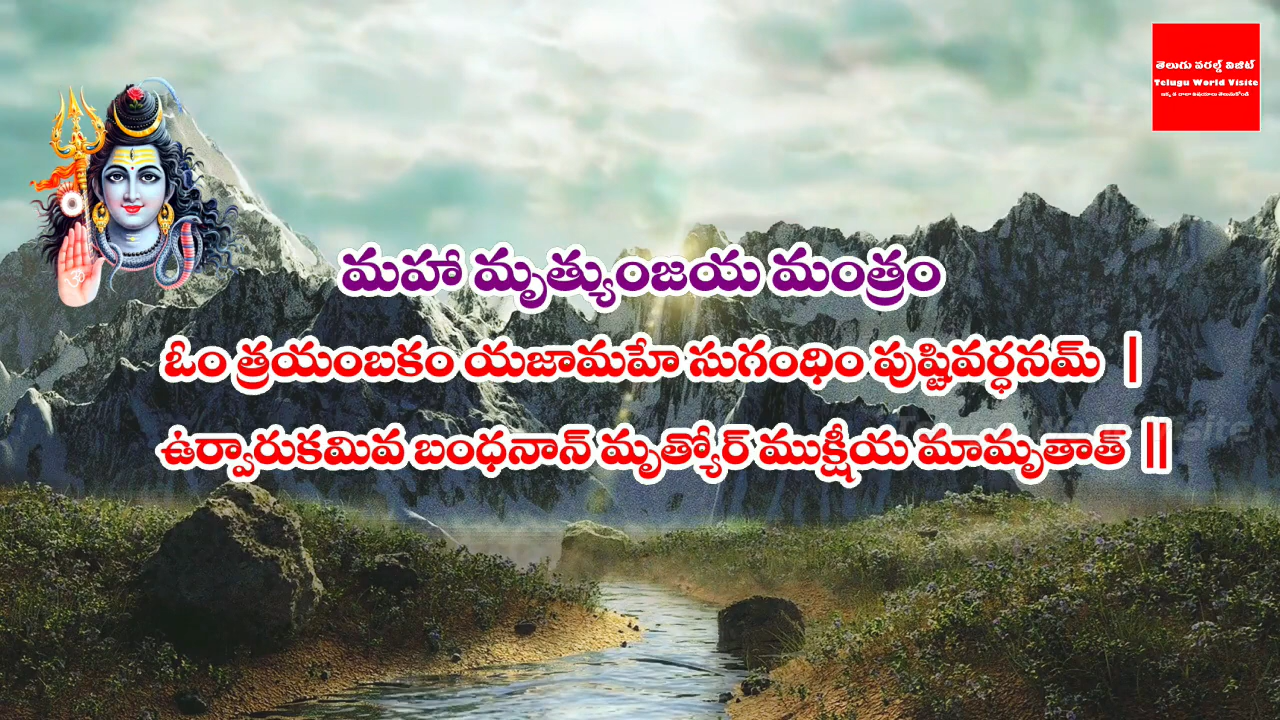 తెలుగు వరల్డ్ విజిట్
Telugu World Visite
మహా మృత్యుంజయ మంత్రం
ఓం త్రయంబకం యజామహే సుగంధిం పుష్టివర్ధనమ్ |
ఉర్వారుకమివ బంధనాన్ మృత్యోర్ ముక్షీయ మామృతాత్ ||